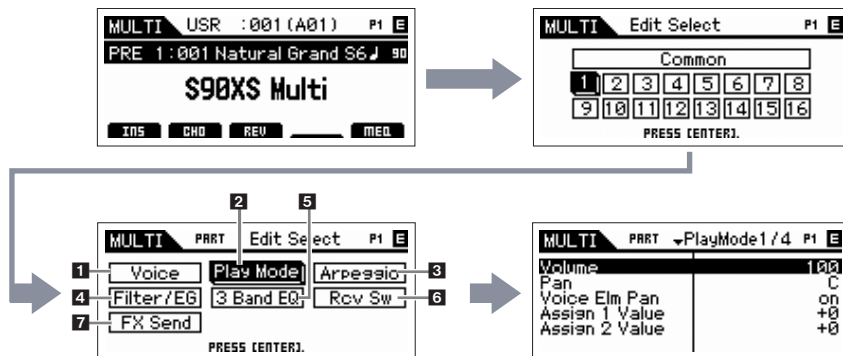 MULTI USR :001(A01) P1 E
PRE 1:001 Natural Grand S6♩ 90
S90XS Multi
INS CHO REV MEQ
MULTI Edit Select P1 E
Common
1 2 3 4 5 6 7 8
9 10 11 12 13 14 15 16
PRESS [ENTER].
2
5
MULTI PART Edit Select P1 E
1 Voice Play Mode Arpeggio 3
4 Filter/EG 3 Band EQ Rcv Sw 6
7 FX Send
PRESS [ENTER].
MULTI PART PlayMode1/4 P1 E
Volume 100
Pan C
Voice Elm Pan on
Assign 1 Value +0
Assign 2 Value +0